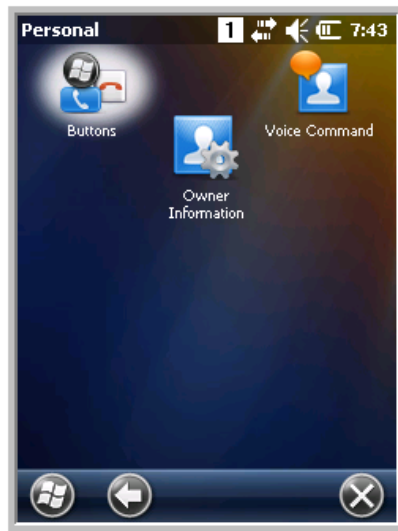 Personal 1 7:43
Buttons
Voice Command
Owner
Information